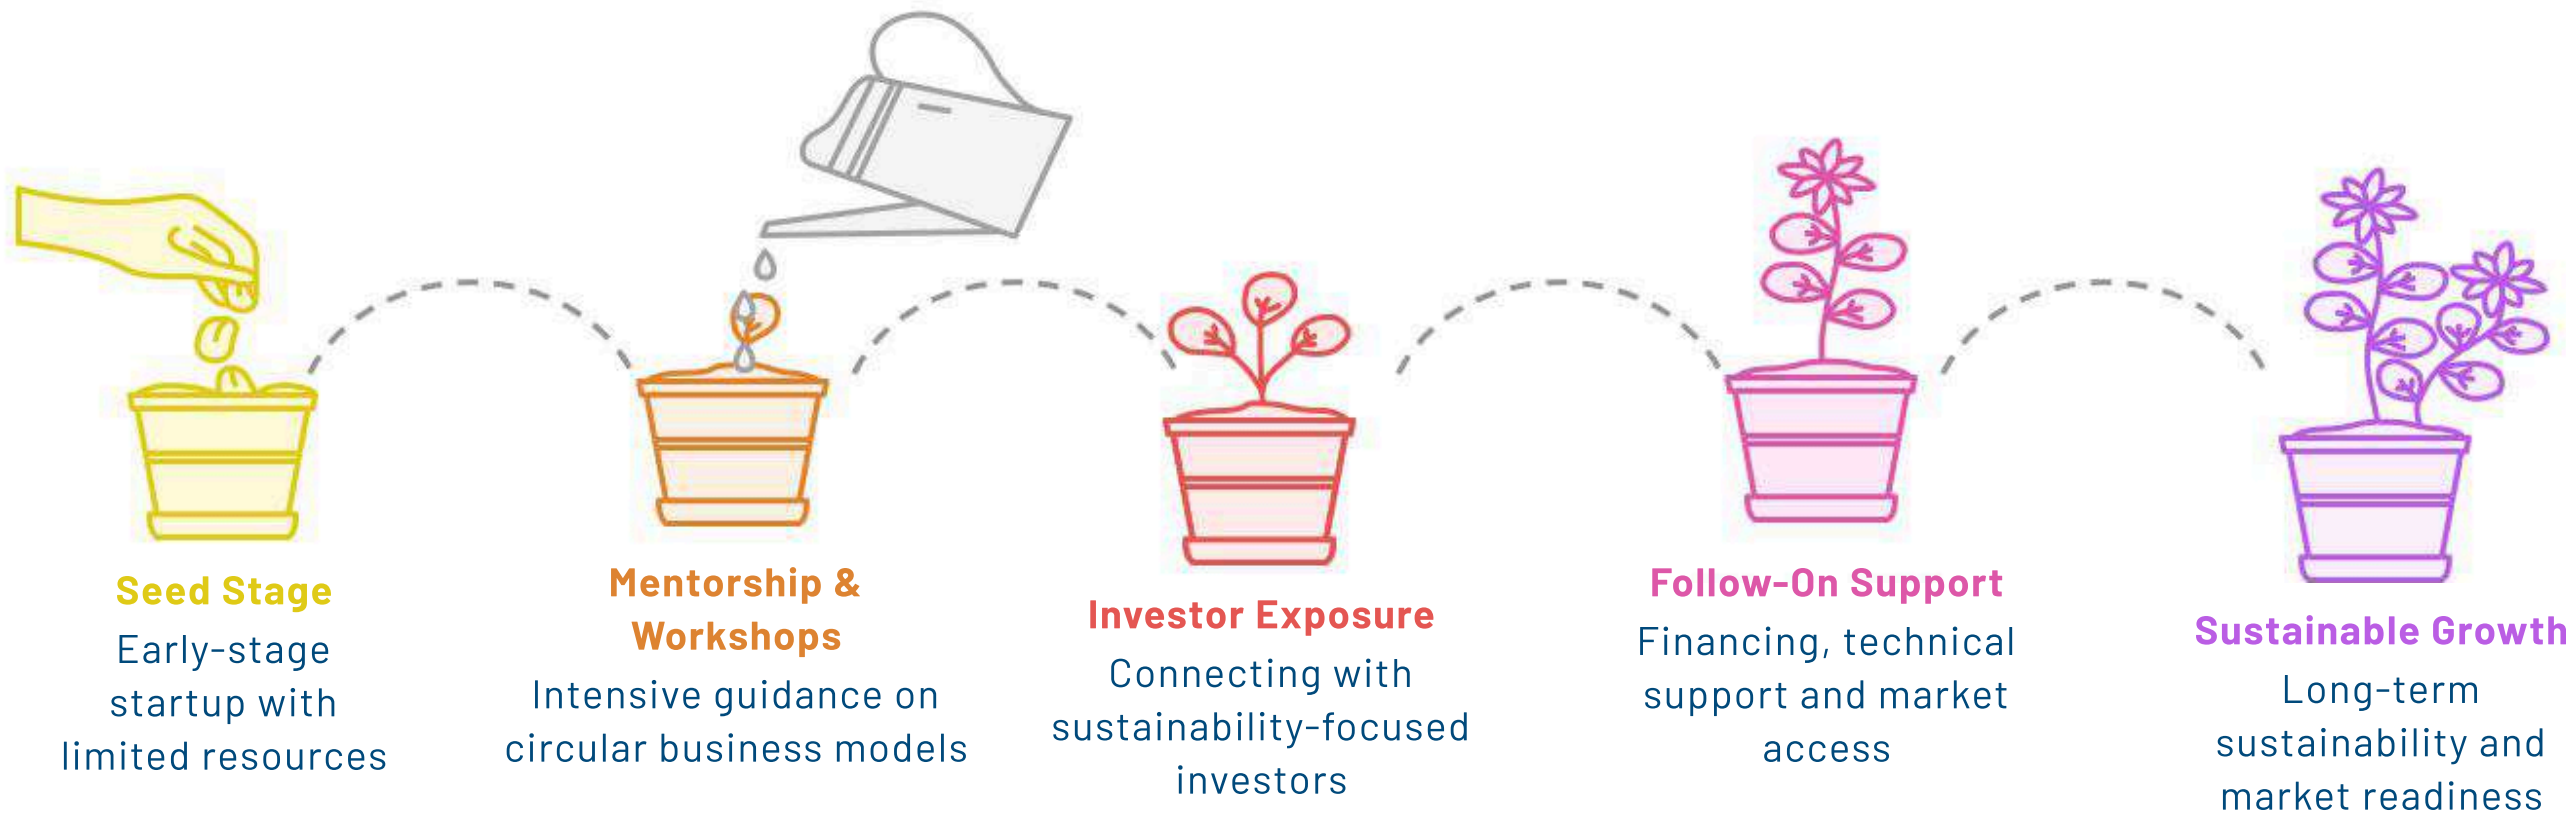 Seed Stage
Early-stage
startup with
limited resources
Mentorship &
Workshops
Intensive guidance on
circular business models
Investor Exposure
Connecting with
sustainability-focused
investors
Follow-On Support
Financing, technical
support and market
access
Sustainable Growth
Long-term
sustainability and
market readiness